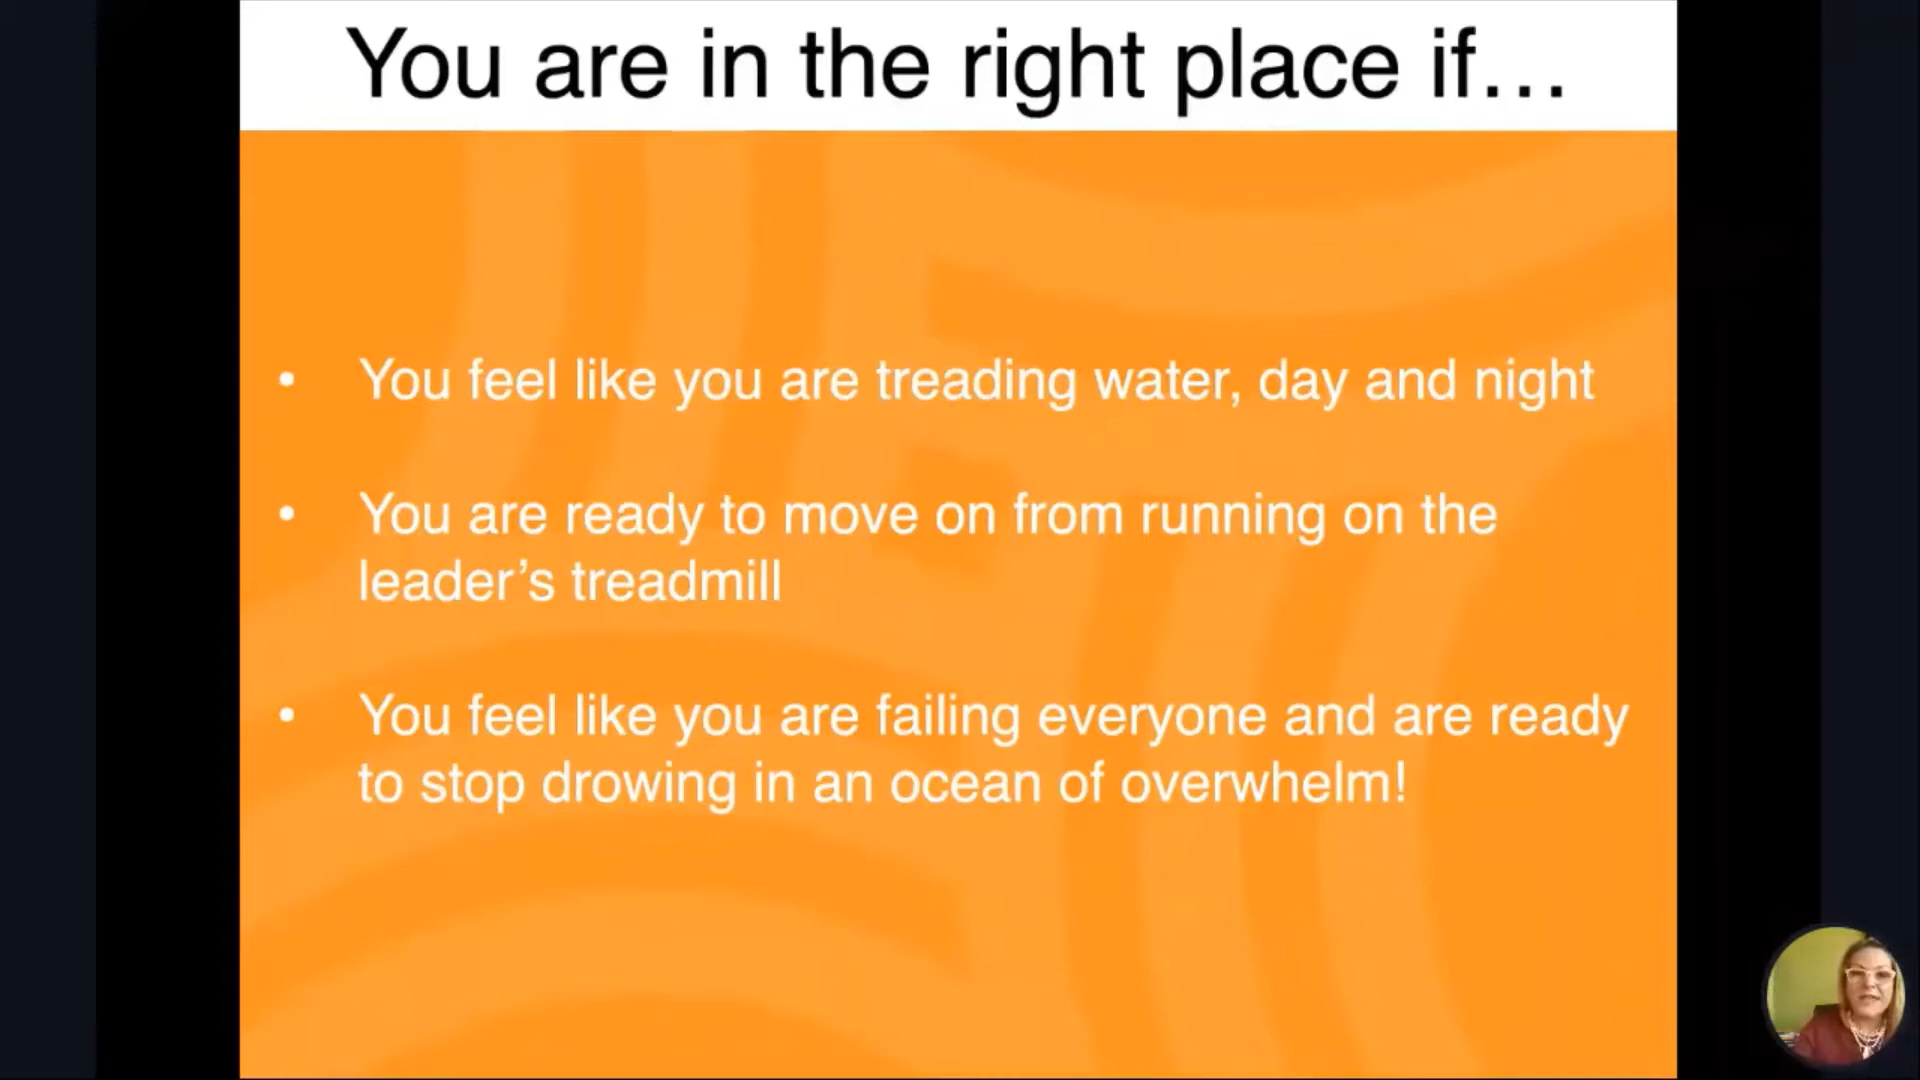 You are in the right place if...
• You feel like you are treading water, day and night
• You are ready to move on from running on the
leader’s treadmill
• You feel like you are failing everyone and are ready
to stop drowing in an ocean of overwhelm!